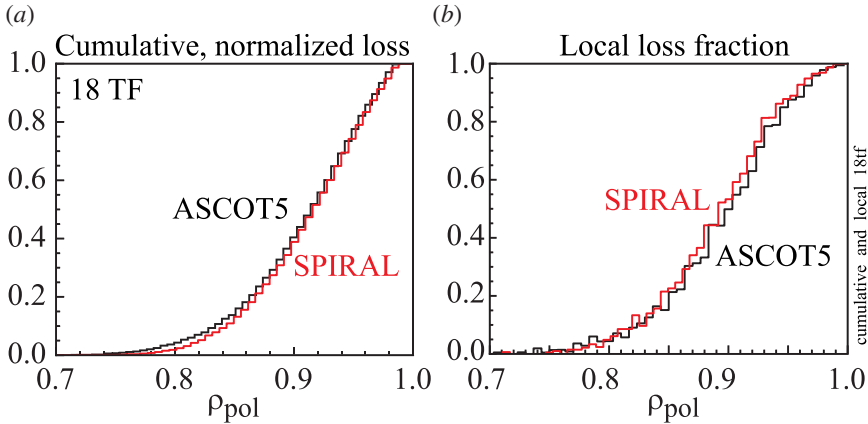 (a)
Cumulative, normalized loss
1.0
0.8
0.6
0.4
0.2
0.0
18 TF
ASCOT5
SPIRAL
0.7 0.8 0.9 1.0
ρpol
(b)
Local loss fraction
1.0
0.8
0.6
0.4
0.2
0.0
SPIRAL
ASCOT5
0.7 0.8 0.9 1.0
ρpol
cumulative and local 18tf